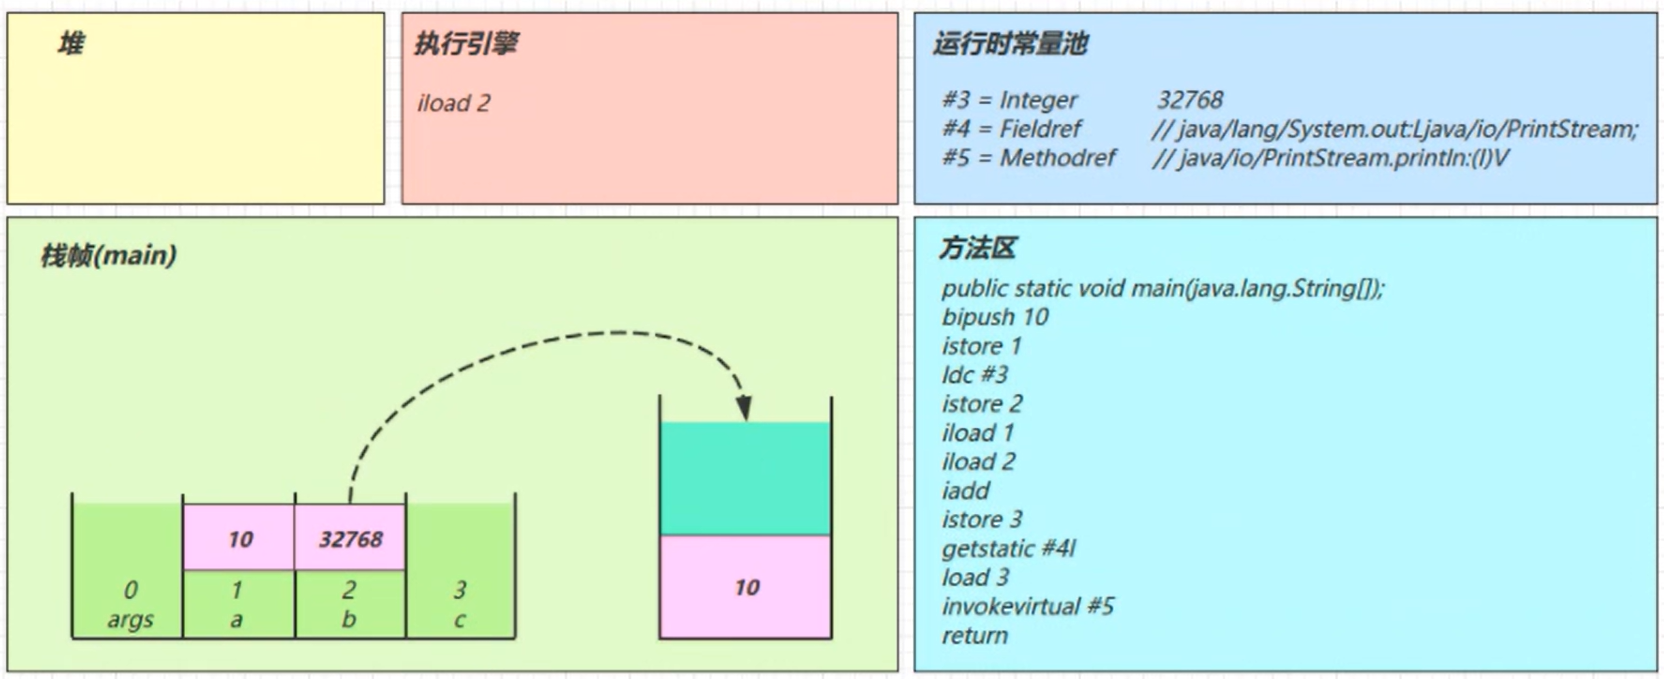 堆
执行引擎
iload 2
运行时常量池
#3 = Integer 32768
#4 = Fieldref // java/lang/System.out:Ljava/io/PrintStream;
#5 = Methodref // java/io/PrintStream.println:(I)V
栈帧(main)
10 32768
0 1 2 3
args a b c
10
方法区
public static void main(java.lang.String[]);
bipush 10
istore 1
ldc #3
istore 2
iload 1
iload 2
iadd
istore 3
getstatic #4I
load 3
invokevirtual #5
return